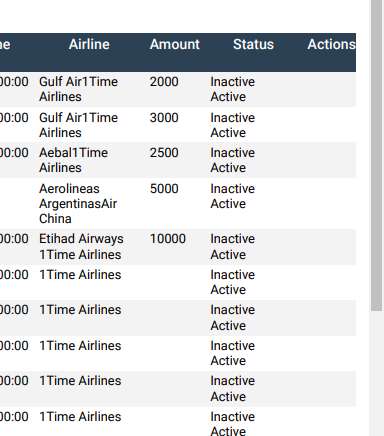 ne Airline Amount Status Actions
00:00 Gulf Air1Time 2000 Inactive
Airlines Active
00:00 Gulf Air1Time 3000 Inactive
Airlines Active
00:00 Aebal1Time 2500 Inactive
Airlines Active
Aerolineas 5000 Inactive
ArgentinasAir Active
China
00:00 Etihad Airways 10000 Inactive
1Time Airlines Active
00:00 1Time Airlines Inactive
Active
00:00 1Time Airlines Inactive
Active
00:00 1Time Airlines Inactive
Active
00:00 1Time Airlines Inactive
Active
00:00 1Time Airlines Inactive
Active